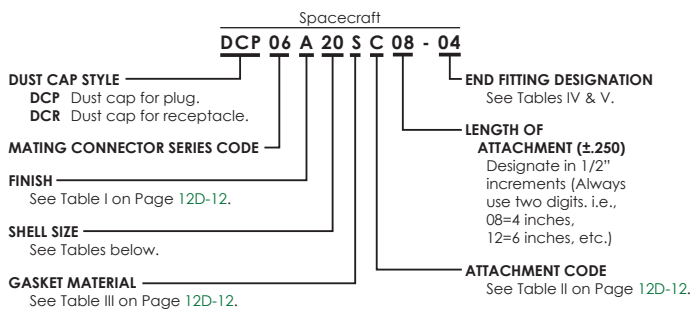 Spacecraft
DCP 06 A 20 S C 08 - 04
DUST CAP STYLE
DCP Dust cap for plug.
DCR Dust cap for receptacle.
MATING CONNECTOR SERIES CODE
FINISH
See Table I on Page 12D-12.
SHELL SIZE
See Tables below.
GASKET MATERIAL
See Table III on Page 12D-12.
END FITTING DESIGNATION
See Tables IV & V.
LENGTH OF
ATTACHMENT (±.250)
Designate in 1/2"
increments (Always
use two digits. i.e.,
08=4 inches,
12=6 inches, etc.)
ATTACHMENT CODE
See Table II on Page 12D-12.